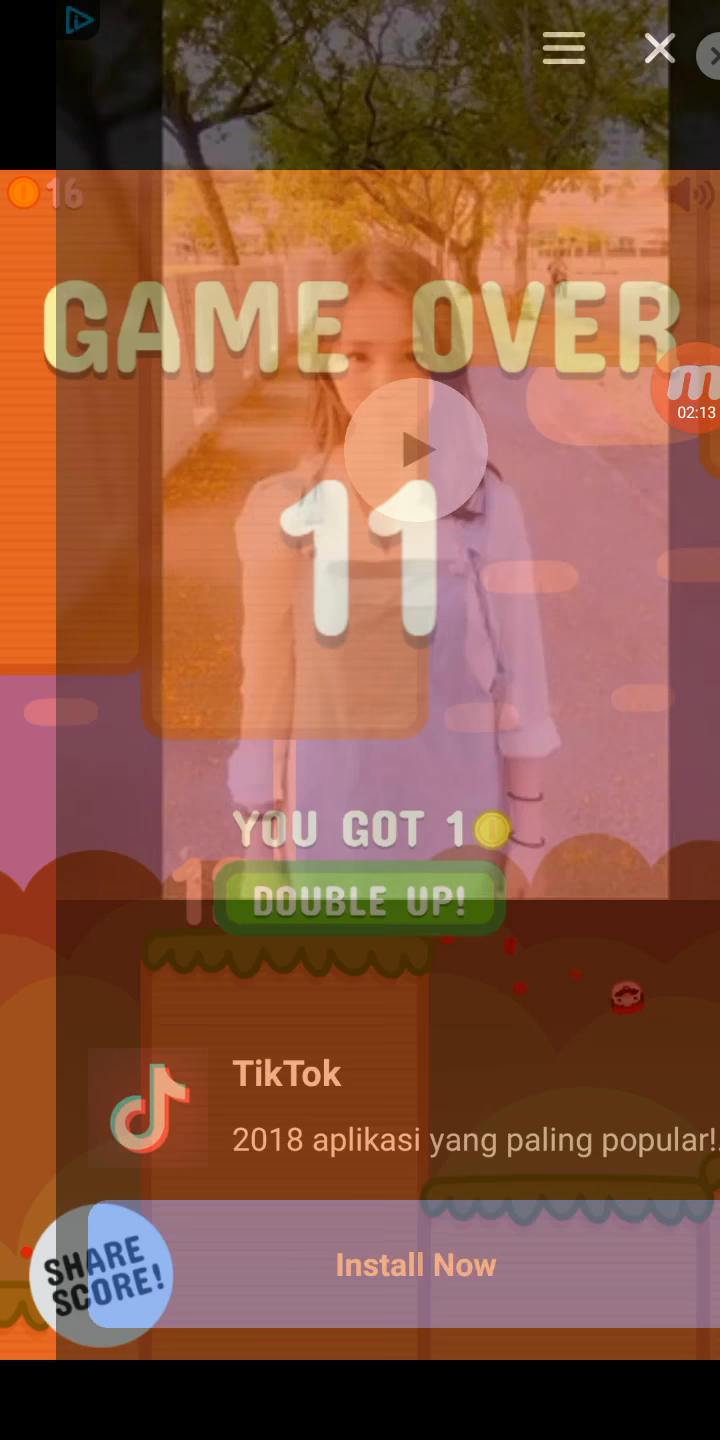 16
GAME OVER
m
02:13
11
YOU GOT 1
DOUBLE UP!
TikTok
2018 aplikasi yang paling popular!
SHARE
SCORE!
Install Now